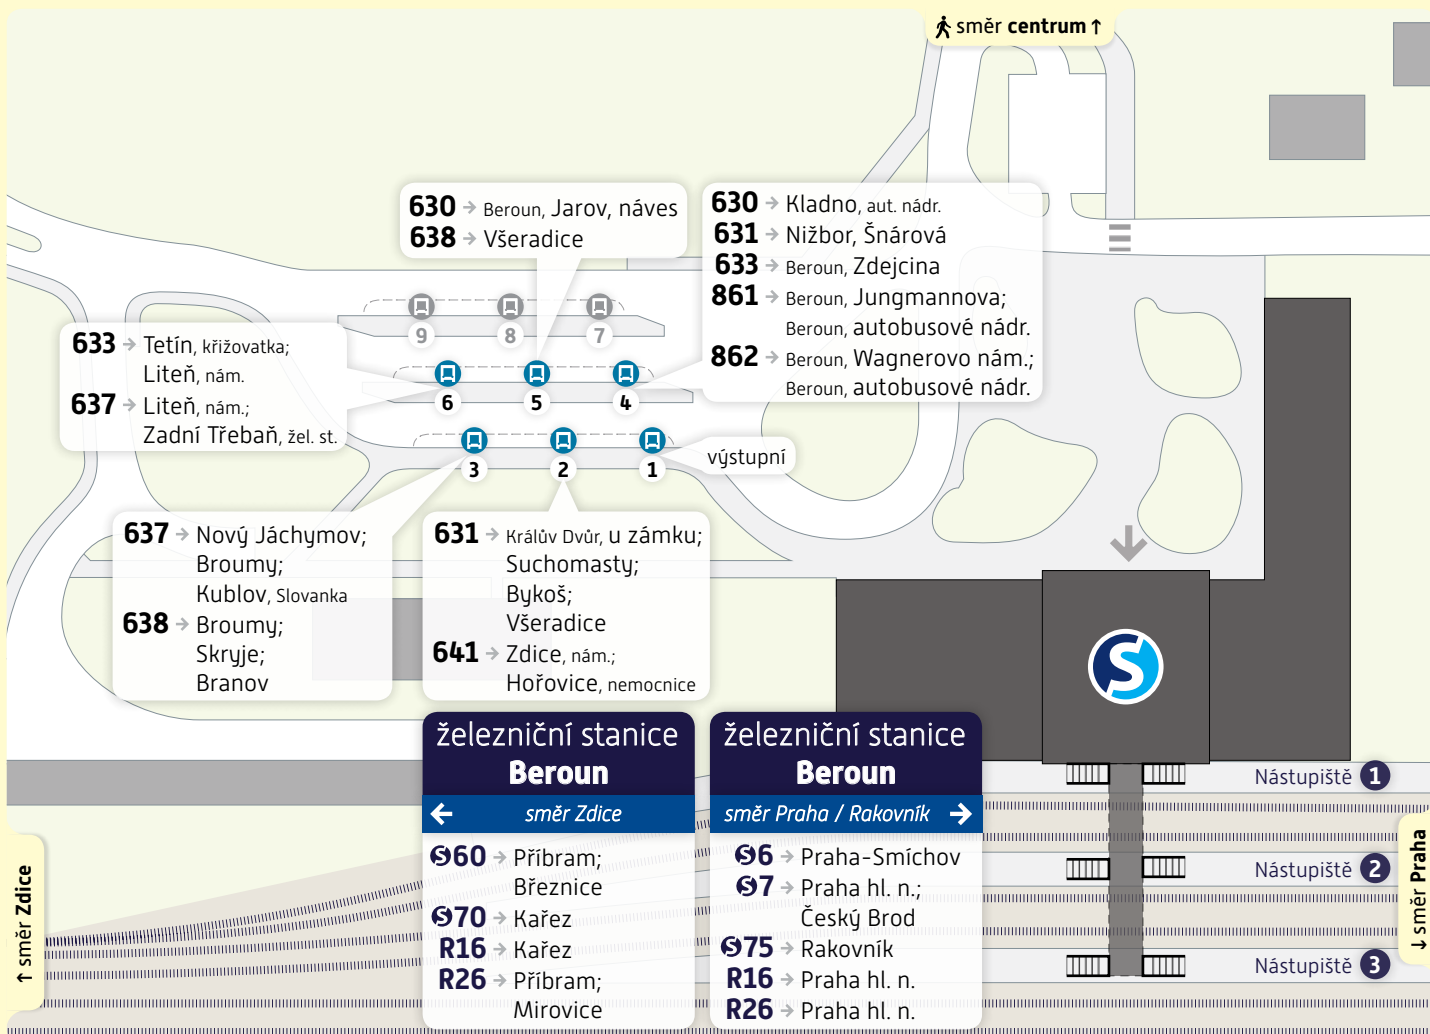 směr centrum ↑
630 → Beroun, Jarov, náves
638 → Všeradice
630 → Kladno, aut. nádr.
631 → Nižbor, Šnárová
633 → Beroun, Zdejcina
861 → Beroun, Jungmannova;
Beroun, autobusové nádr.
862 → Beroun, Wagnerovo nám.;
Beroun, autobusové nádr.
9 8 7
633 → Tetín, křižovatka;
Liteň, nám.
637 → Liteň, nám.;
Zadní Třebaň, žel. st.
6 5 4
3 2 1
výstupní
637 → Nový Jáchymov;
Broumy;
Kublov, Slovanka
638 → Broumy;
Skryje;
Branov
631 → Králův Dvůr, u zámku;
Suchomasty;
Bykoš;
Všeradice
641 → Zdice, nám.;
Hořovice, nemocnice
S
železniční stanice
Beroun
← směr Zdice
S60 → Příbram;
Březnice
S70 → Kařez
R16 → Kařez
R26 → Příbram;
Mirovice
železniční stanice
Beroun
směr Praha / Rakovník →
S6 → Praha-Smíchov
S7 → Praha hl. n.;
Český Brod
S75 → Rakovník
R16 → Praha hl. n.
R26 → Praha hl. n.
Nástupiště 1
Nástupiště 2
Nástupiště 3
↑ směr Zdice
↓ směr Praha